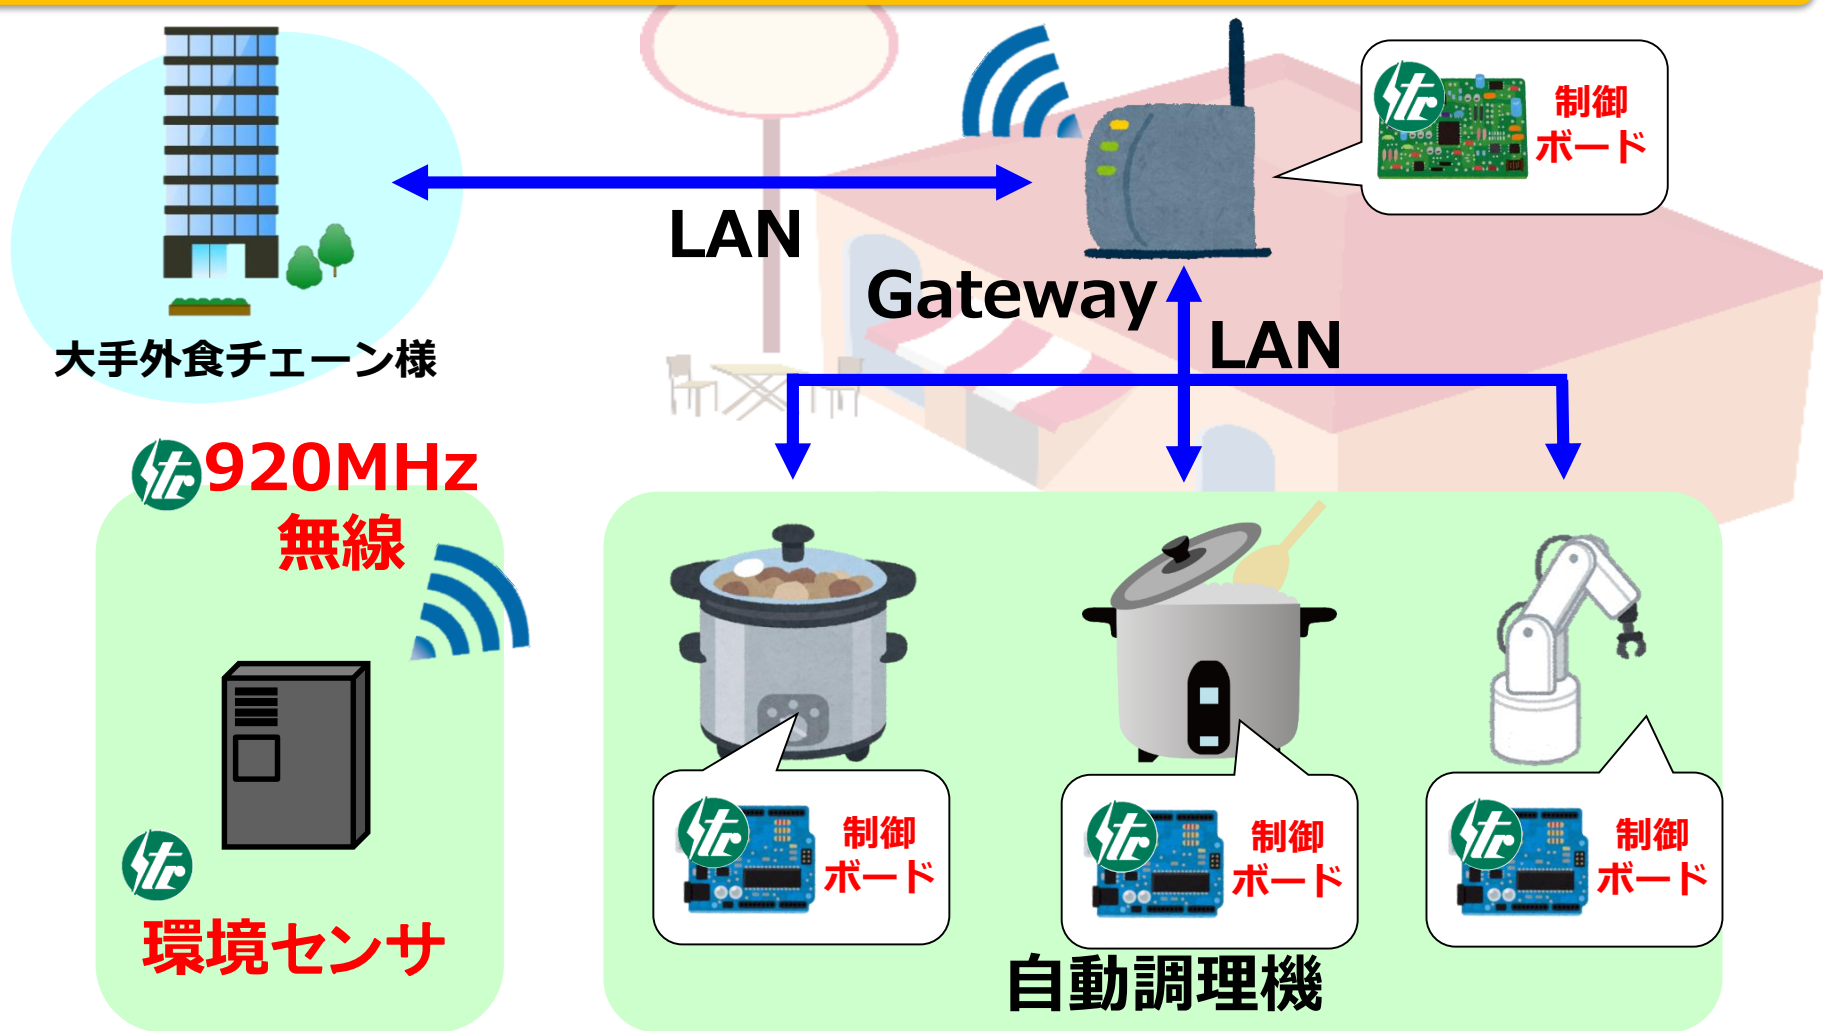 制御
ボード
LAN
Gateway
LAN
大手外食チェーン様
920MHz
無線
環境センサ
制御
ボード
制御
ボード
制御
ボード
自動調理機